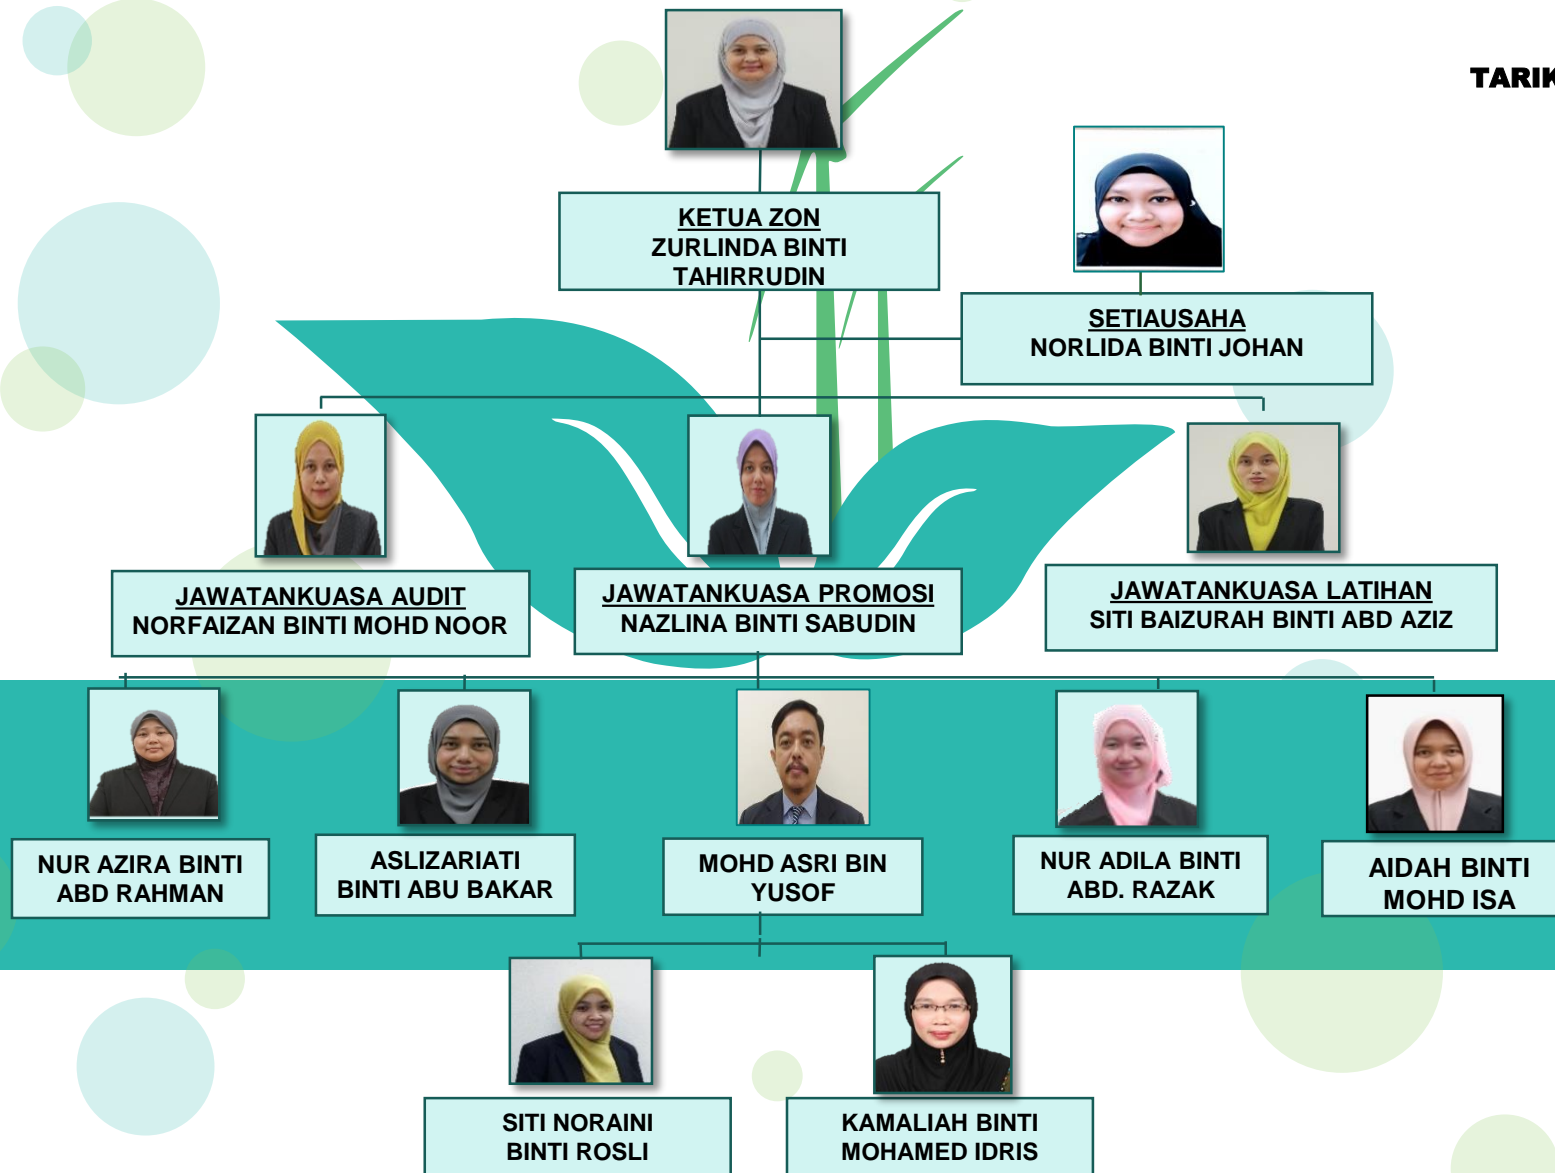 TARIK
KETUA ZON
ZURLINDA BINTI
TAHIRRUDIN
SETIAUSAHA
NORLIDA BINTI JOHAN
JAWATANKUASA AUDIT
NORFAIZAN BINTI MOHD NOOR
JAWATANKUASA PROMOSI
NAZLINA BINTI SABUDIN
JAWATANKUASA LATIHAN
SITI BAIZURAH BINTI ABD AZIZ
NUR AZIRA BINTI
ABD RAHMAN
ASLIZARIATI
BINTI ABU BAKAR
MOHD ASRI BIN
YUSOF
NUR ADILA BINTI
ABD. RAZAK
AIDAH BINTI
MOHD ISA
SITI NORAINI
BINTI ROSLI
KAMALIAH BINTI
MOHAMED IDRIS